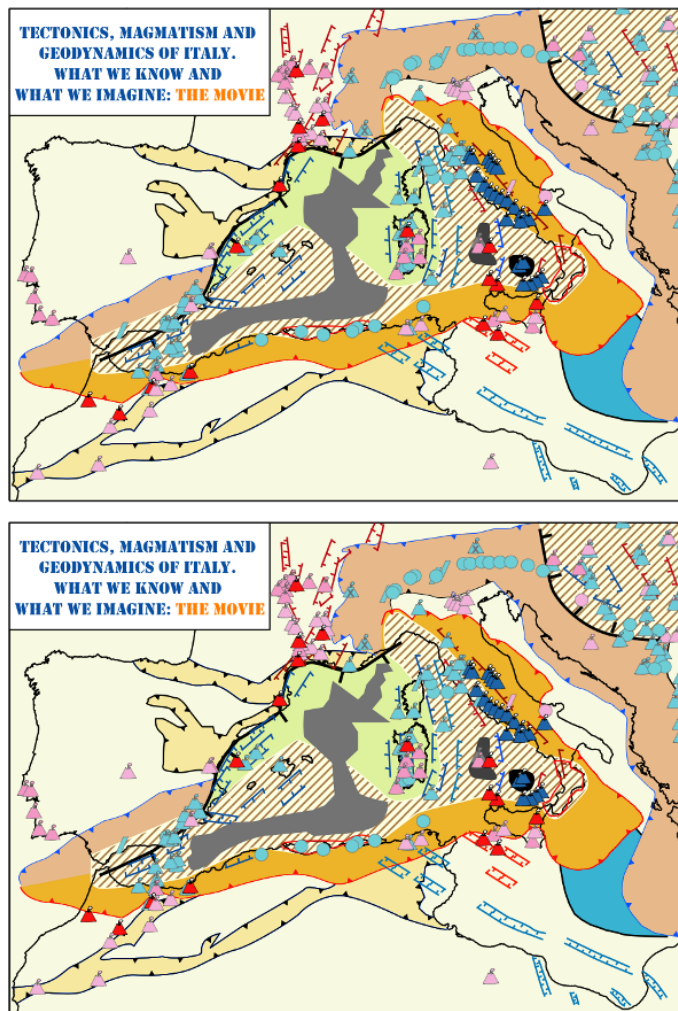 TECTONICS, MAGMATISM AND
GEODYNAMICS OF ITALY.
WHAT WE KNOW AND
WHAT WE IMAGINE: THE MOVIE
TECTONICS, MAGMATISM AND
GEODYNAMICS OF ITALY.
WHAT WE KNOW AND
WHAT WE IMAGINE: THE MOVIE